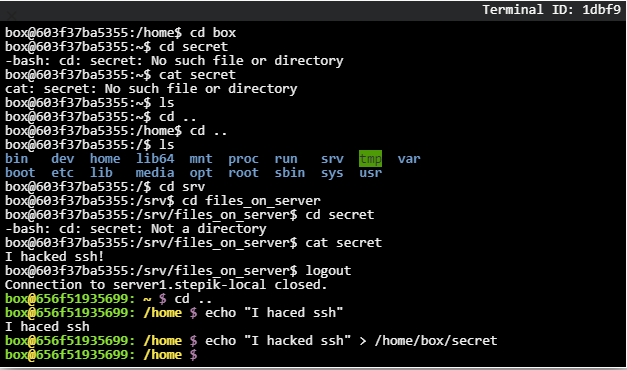 Terminal ID: 1dbf9
box@603f37ba5355:/home$ cd box
box@603f37ba5355:~$ cd secret
-bash: cd: secret: No such file or directory
box@603f37ba5355:~$ cat secret
cat: secret: No such file or directory
box@603f37ba5355:~$ ls
box@603f37ba5355:~$ cd ..
box@603f37ba5355:/home$ cd ..
box@603f37ba5355:/$ ls
bin dev home lib64 mnt proc run srv tmp var
boot etc lib media opt root sbin sys usr
box@603f37ba5355:/$ cd srv
box@603f37ba5355:/srv$ cd files_on_server
box@603f37ba5355:/srv/files_on_server$ cd secret
-bash: cd: secret: Not a directory
box@603f37ba5355:/srv/files_on_server$ cat secret
I hacked ssh!
box@603f37ba5355:/srv/files_on_server$ logout
Connection to server1.stepik-local closed.
box@656f51935699: ~ $ cd ..
box@656f51935699: /home $ echo "I haced ssh"
I haced ssh
box@656f51935699: /home $ echo "I hacked ssh" > /home/box/secret
box@656f51935699: /home $